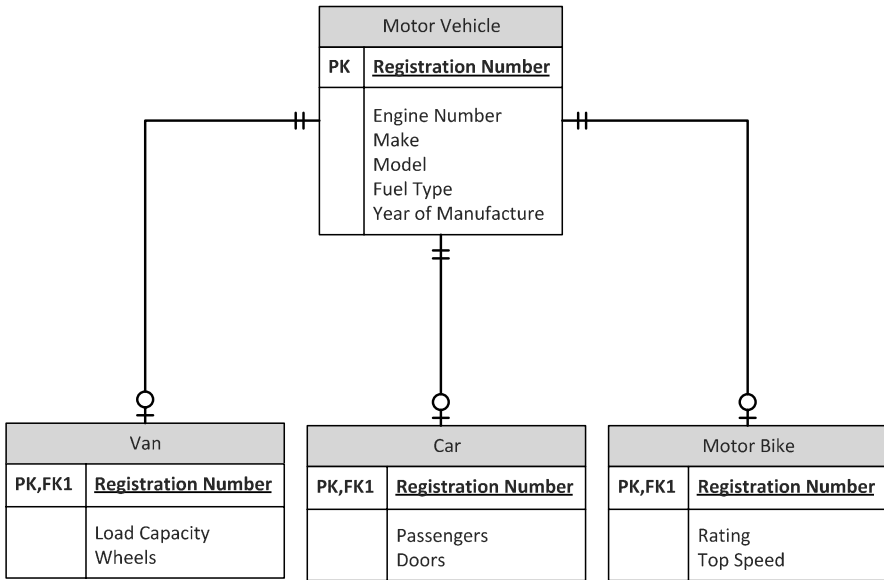 Motor Vehicle
PK Registration Number
Engine Number
Make
Model
Fuel Type
Year of Manufacture
Van
PK,FK1 Registration Number
Load Capacity
Wheels
Car
PK,FK1 Registration Number
Passengers
Doors
Motor Bike
PK,FK1 Registration Number
Rating
Top Speed